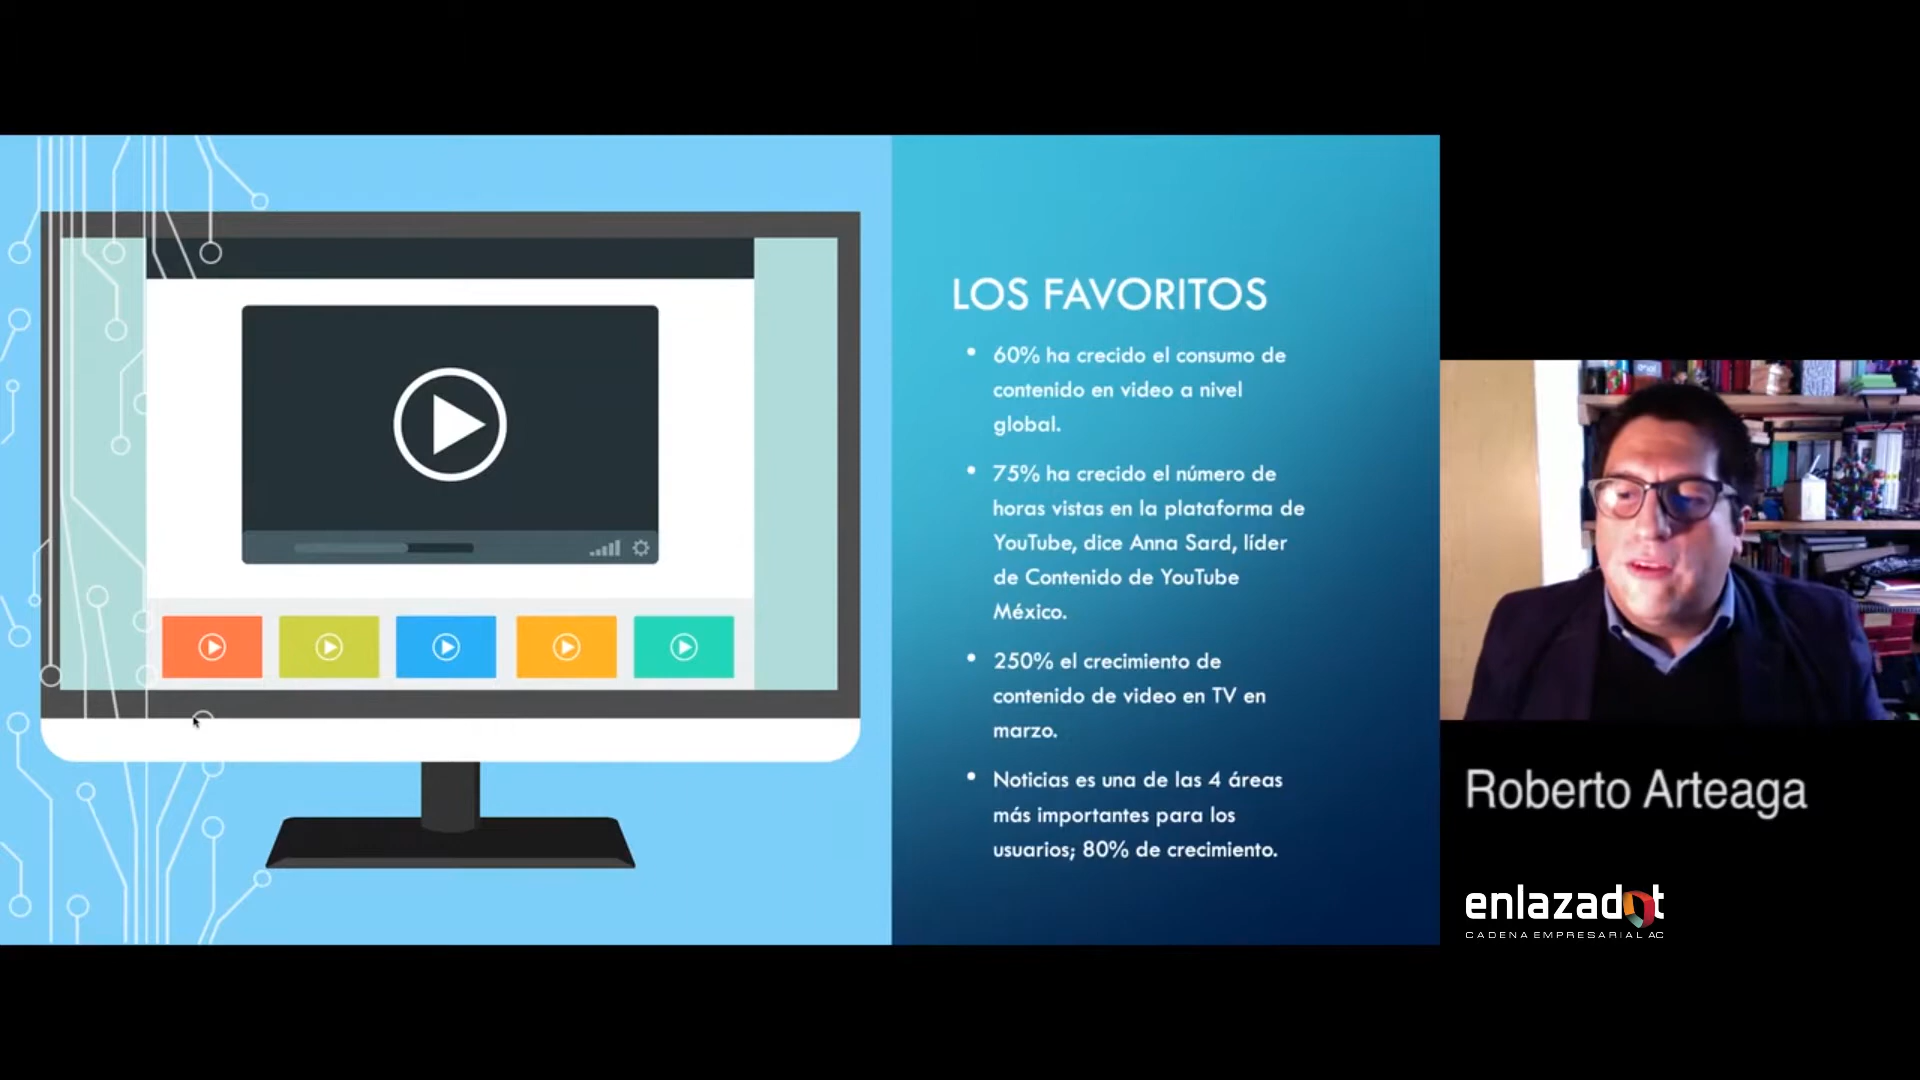 LOS FAVORITOS
• 60% ha crecido el consumo de
contenido en video a nivel
global.
• 75% ha crecido el número de
horas vistas en la plataforma de
YouTube, dice Anna Sard, líder
de Contenido de YouTube
México.
• 250% el crecimiento de
contenido de video en TV en
marzo.
• Noticias es una de las 4 áreas
más importantes para los
usuarios; 80% de crecimiento.
Roberto Arteaga
enlazadot
CADENA EMPRESARIAL AC